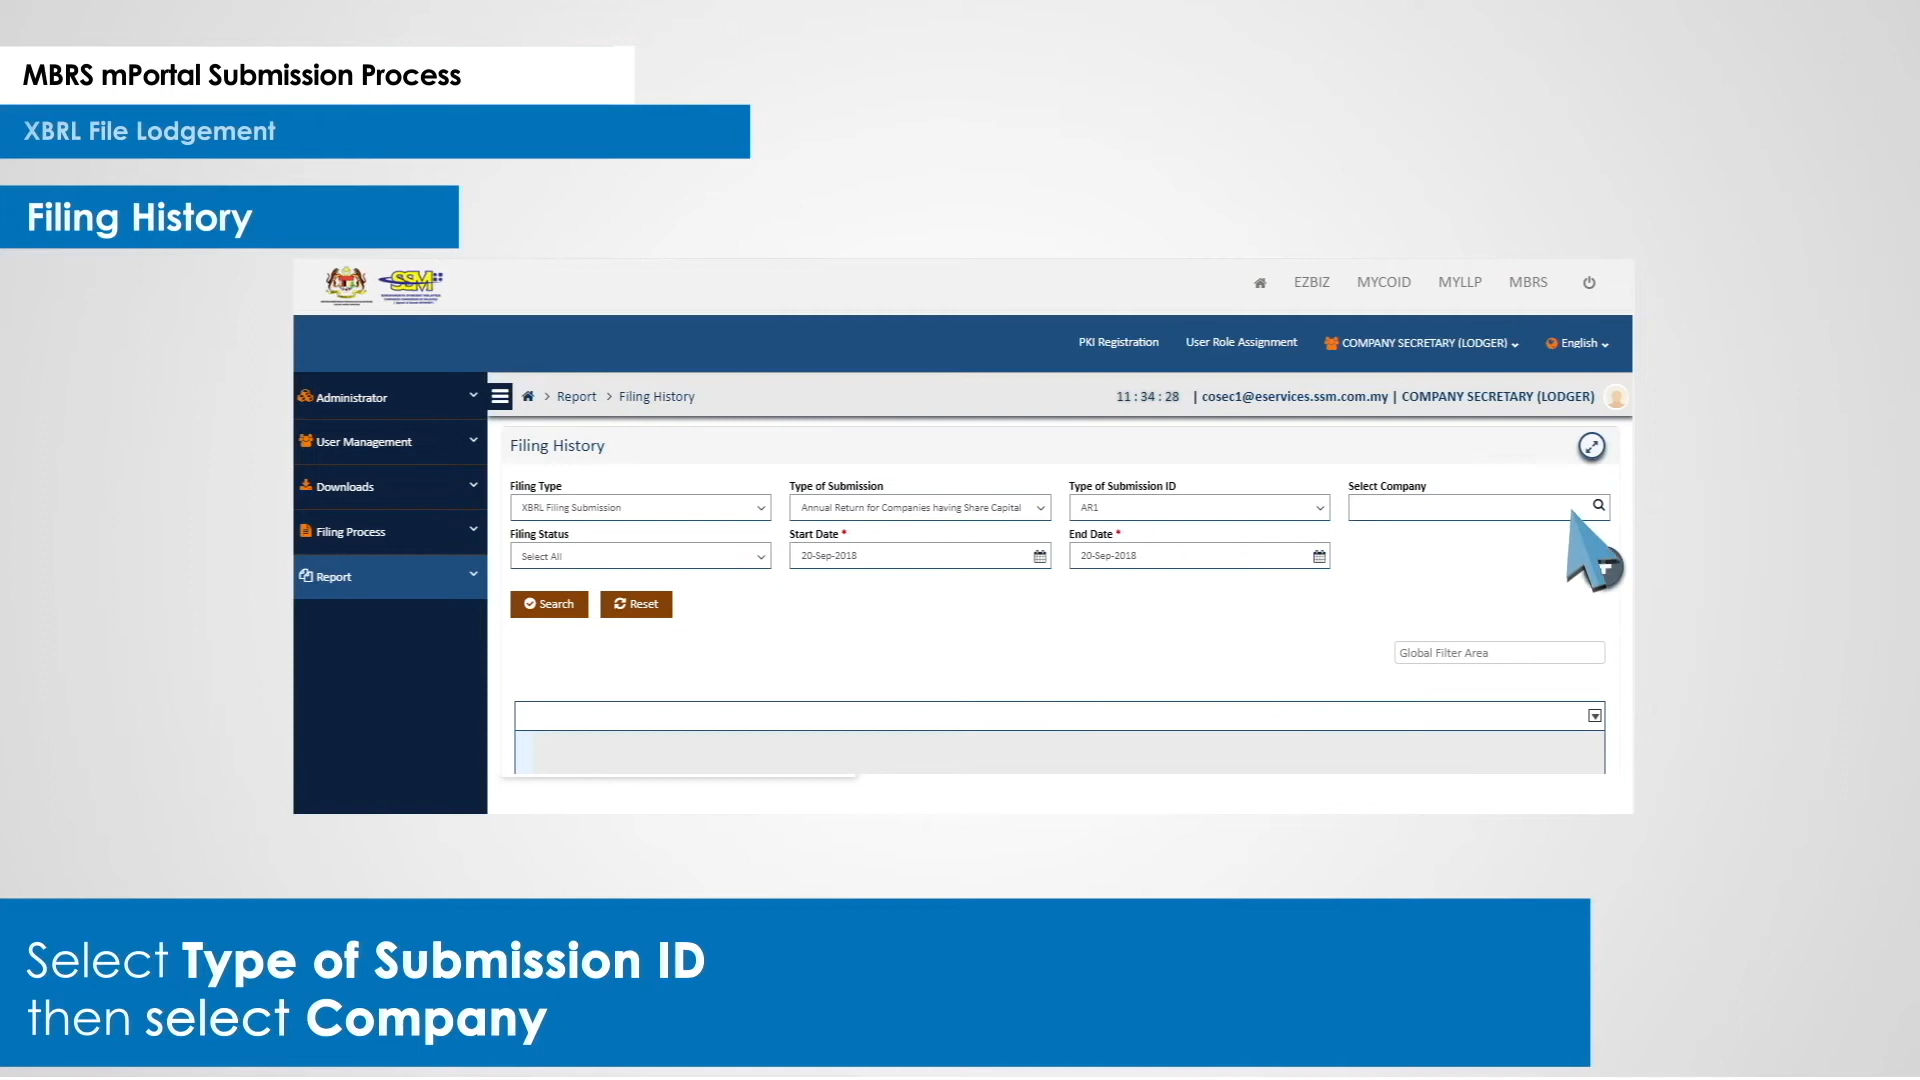 MBRS mPortal Submission Process
XBRL File Lodgement
Filing History
SSM
EZBIZ MYCOID MYLLP MBRS
PKI Registration User Role Assignment COMPANY SECRETARY (LODGER) English
Administrator
User Management
Downloads
Filing Process
Report
> Report > Filing History
11 : 34 : 28 | cosec1@eservices.ssm.com.my | COMPANY SECRETARY (LODGER)
Filing History
Filing Type Type of Submission Type of Submission ID Select Company
XBRL Filing Submission Annual Return for Companies having Share Capital AR1
Filing Status Start Date * End Date *
Select All 20-Sep-2018 20-Sep-2018
Search Reset
Global Filter Area
Select Type of Submission ID
then select Company